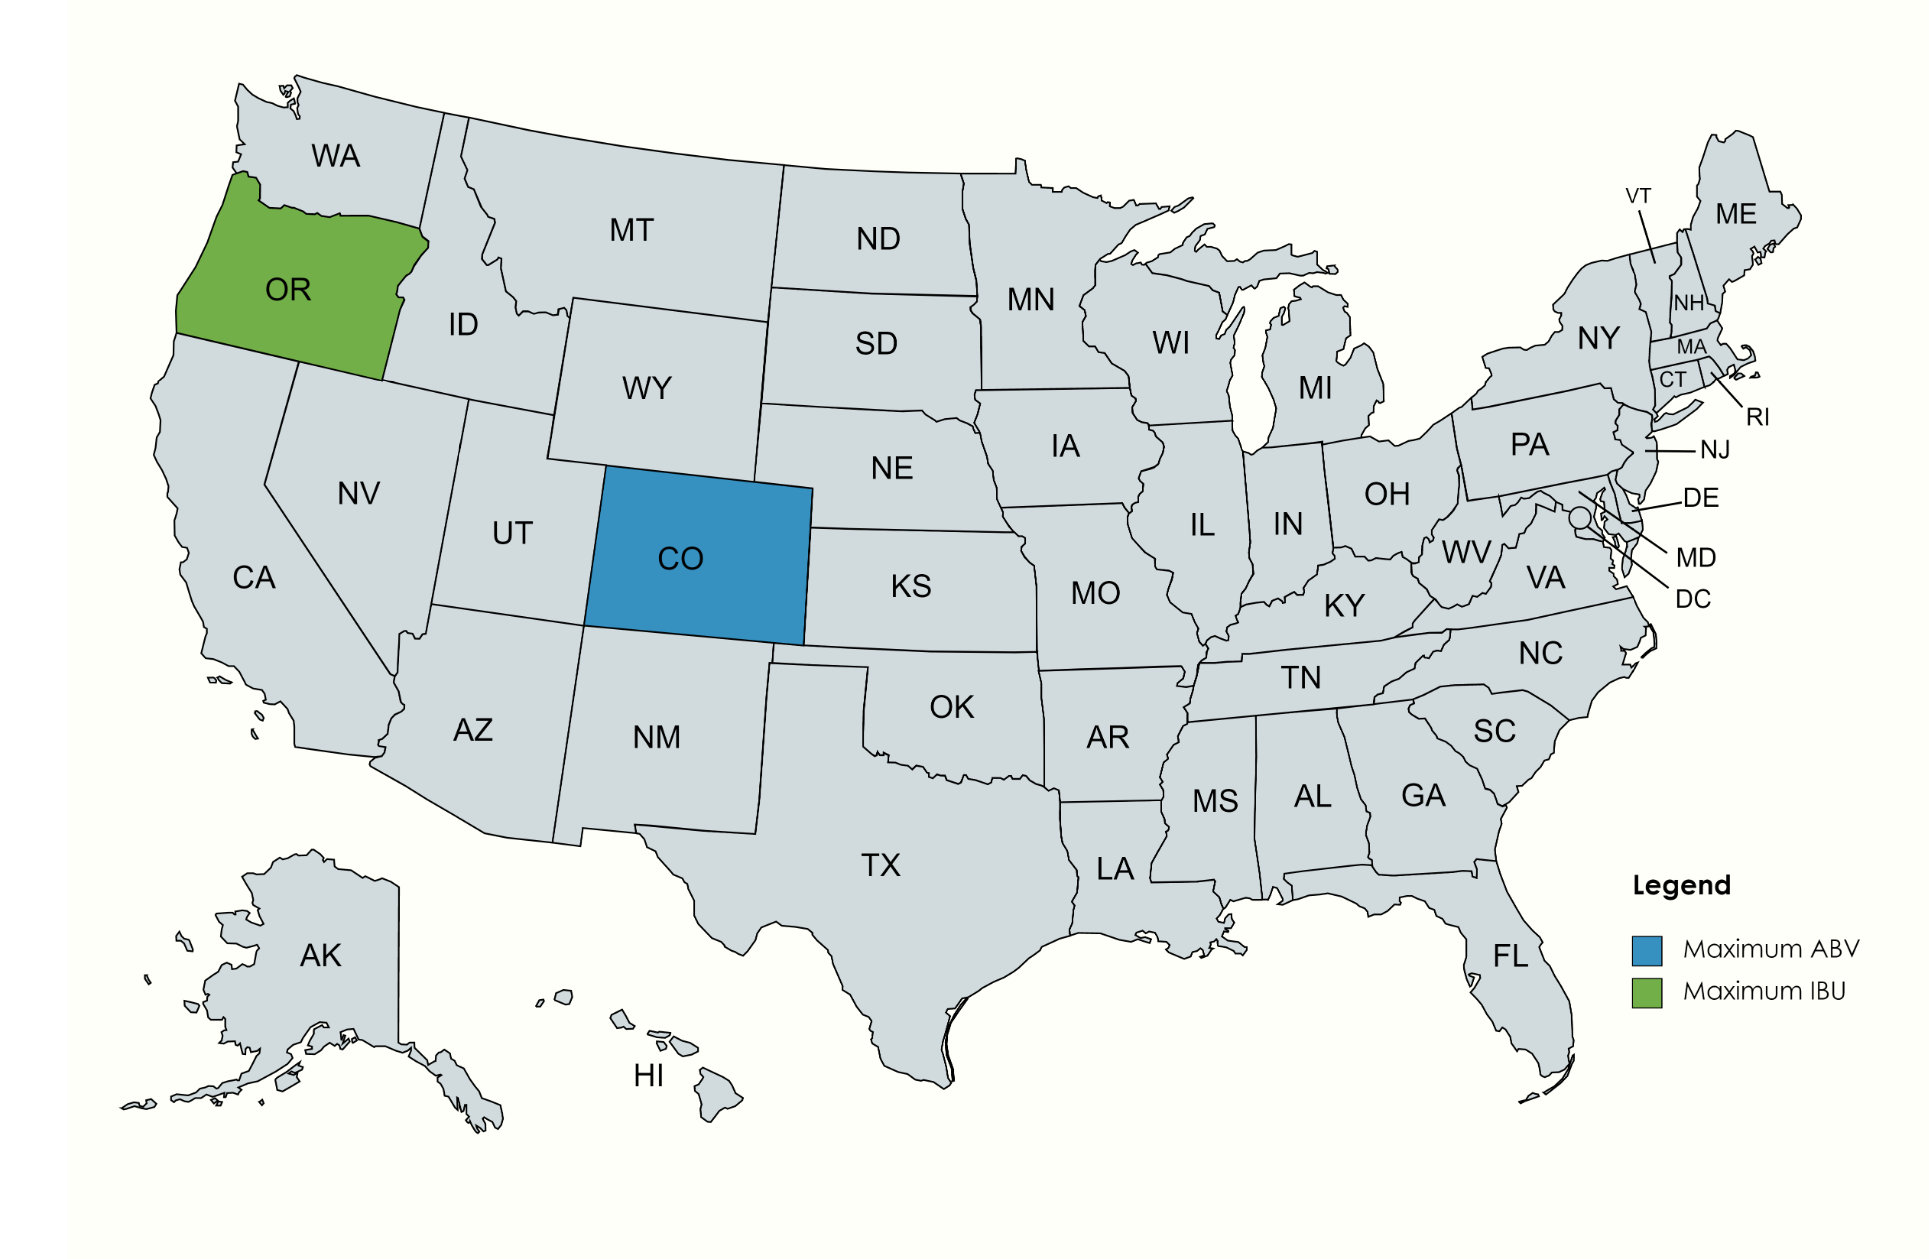 WA
OR
CA
NV
ID
MT
WY
UT
CO
AZ
NM
ND
SD
NE
KS
OK
TX
MN
IA
MO
AR
LA
WI
IL
MI
IN
OH
KY
TN
MS
AL
GA
FL
SC
NC
VA
WV
PA
NY
VT
NH
ME
MA
CT
RI
NJ
DE
MD
DC
AK
HI
Legend
Maximum ABV
Maximum IBU